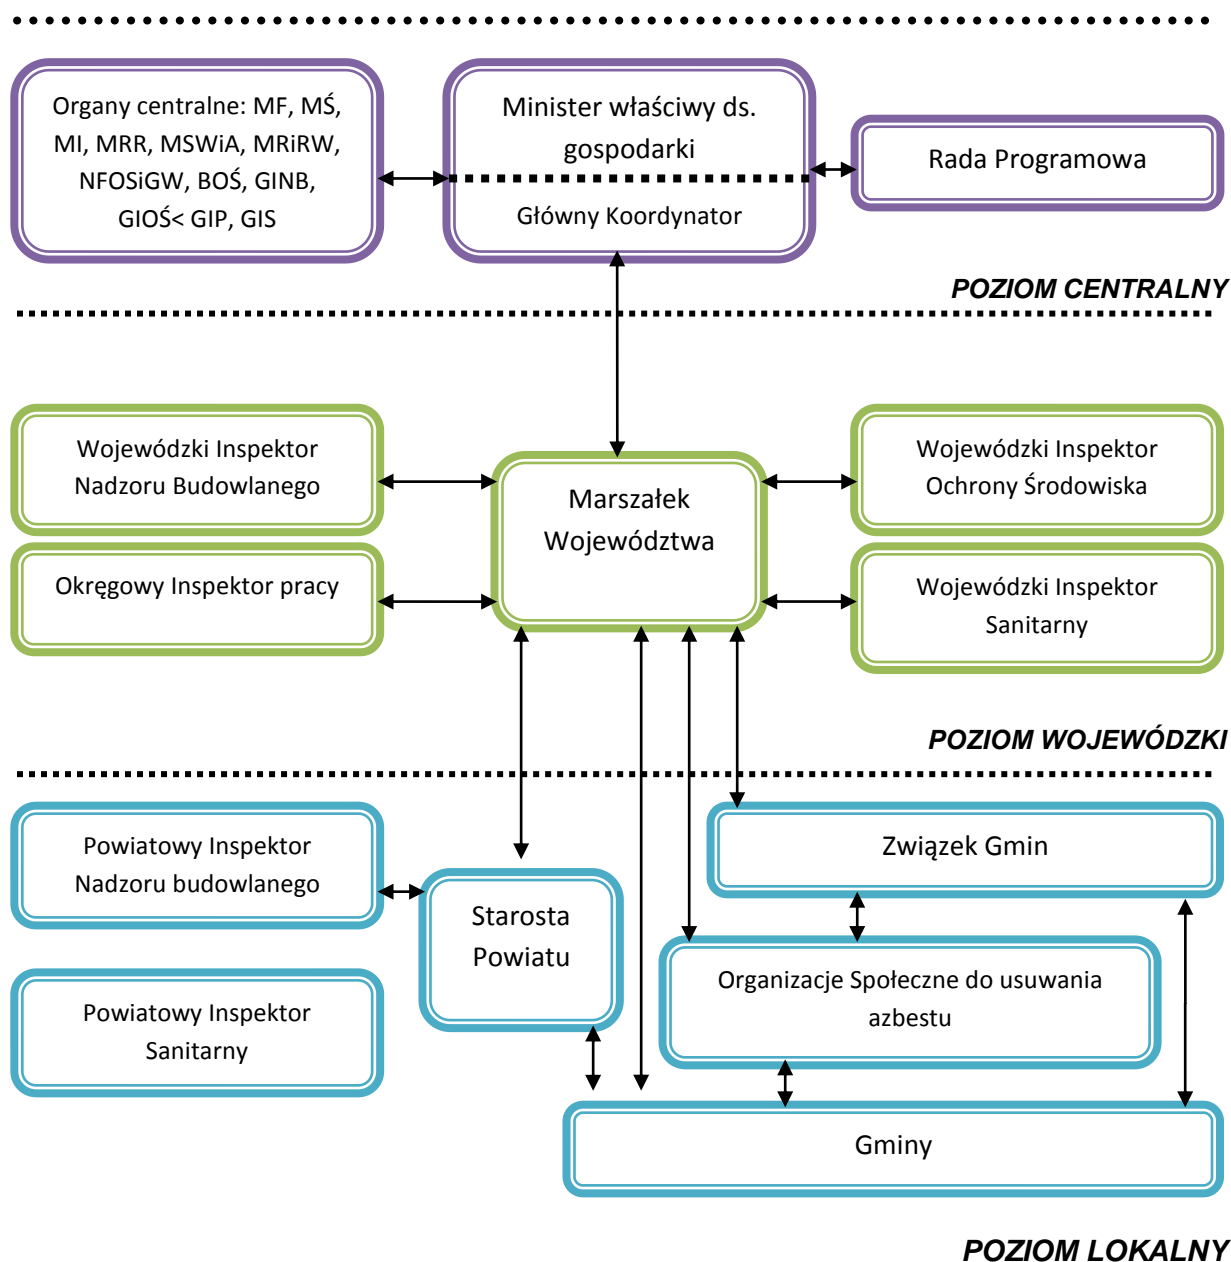 Organy centralne: MF, MŚ,
MI, MRR, MSWiA, MRiRW,
NFOSiGW, BOŚ, GINB,
GIOŚ< GIP, GIS
Minister właściwy ds.
gospodarki
Główny Koordynator
Rada Programowa
POZIOM CENTRALNY
Wojewódzki Inspektor
Nadzoru Budowlanego
Okręgowy Inspektor pracy
Marszałek
Województwa
Wojewódzki Inspektor
Ochrony Środowiska
Wojewódzki Inspektor
Sanitarny
POZIOM WOJEWÓDZKI
Powiatowy Inspektor
Nadzoru budowlanego
Powiatowy Inspektor
Sanitarny
Starosta
Powiatu
Związek Gmin
Organizacje Społeczne do usuwania
azbestu
Gminy
POZIOM LOKALNY